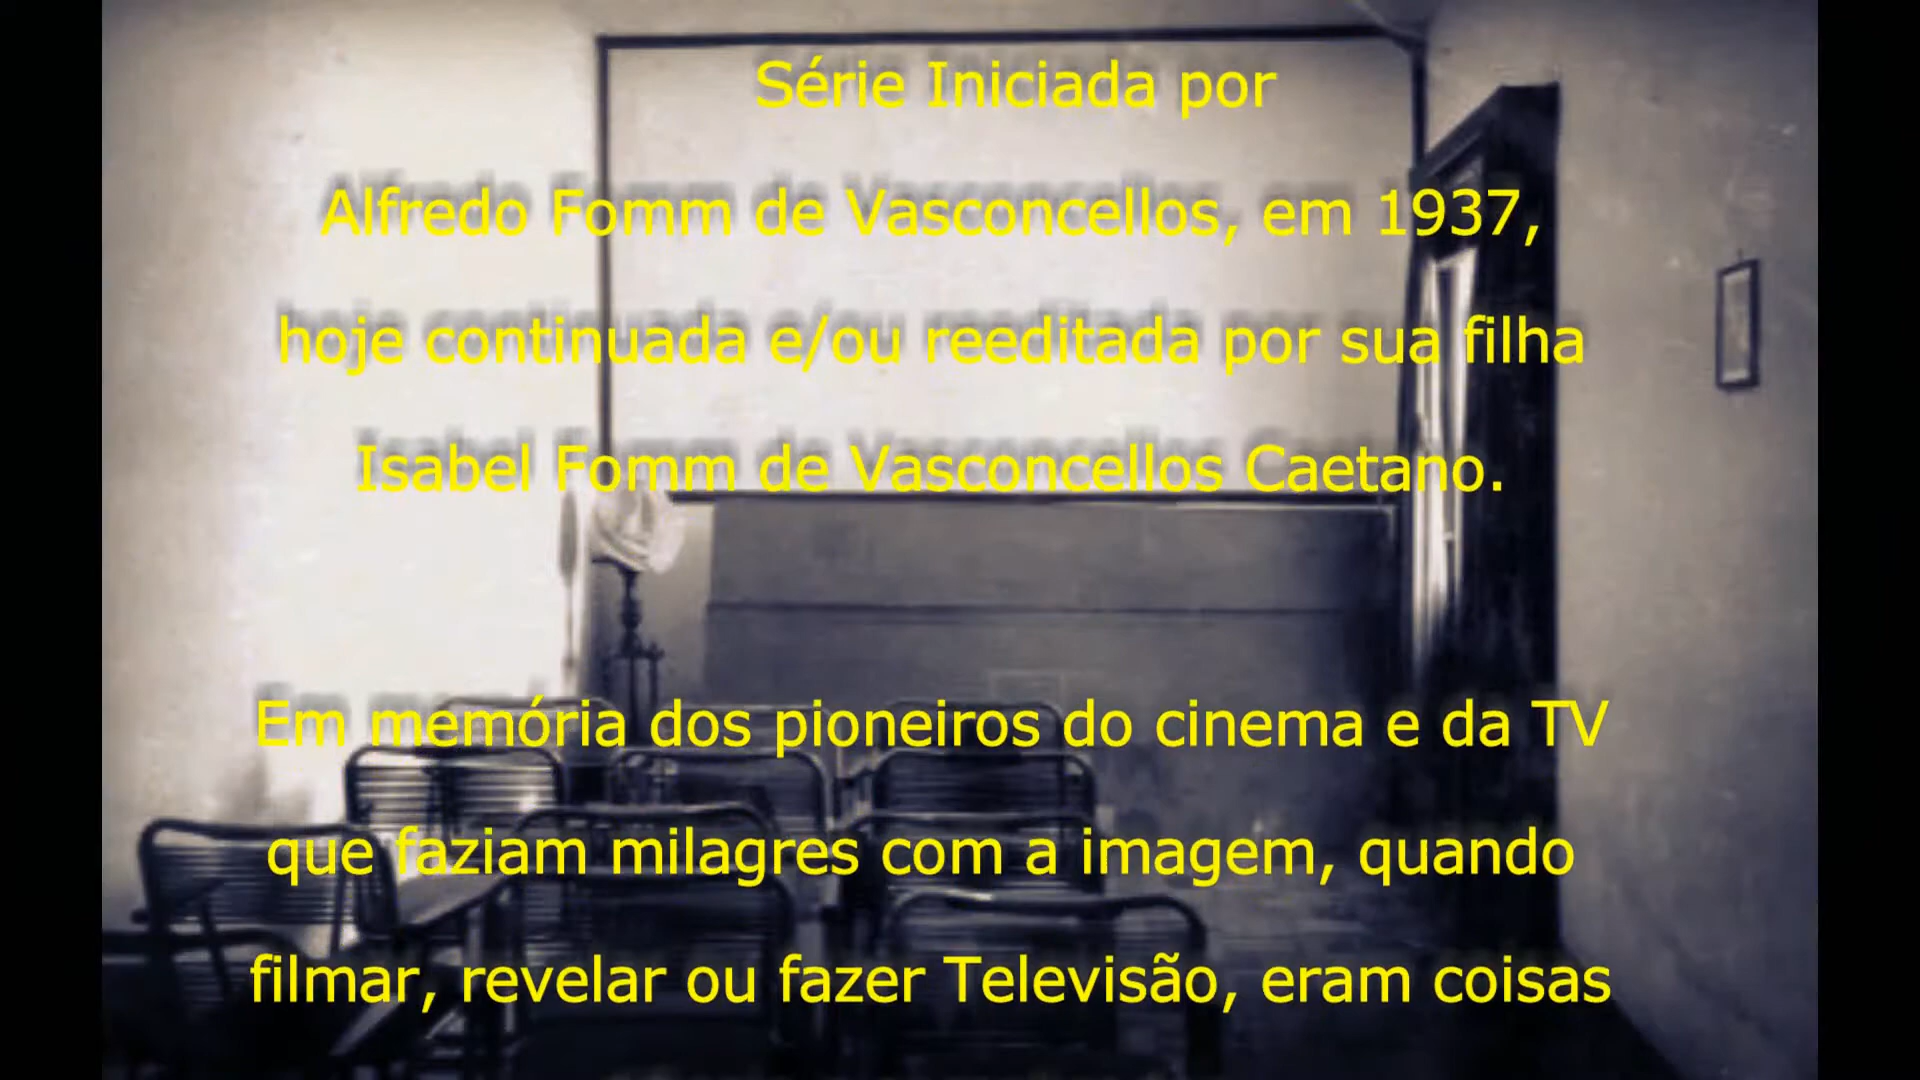 Série Iniciada por
Alfredo Fomm de Vasconcellos, em 1937,
hoje continuada e/ou reeditada por sua filha
Isabel Fomm de Vasconcellos Caetano.
Em memória dos pioneiros do cinema e da TV
que faziam milagres com a imagem, quando
filmar, revelar ou fazer Televisão, eram coisas